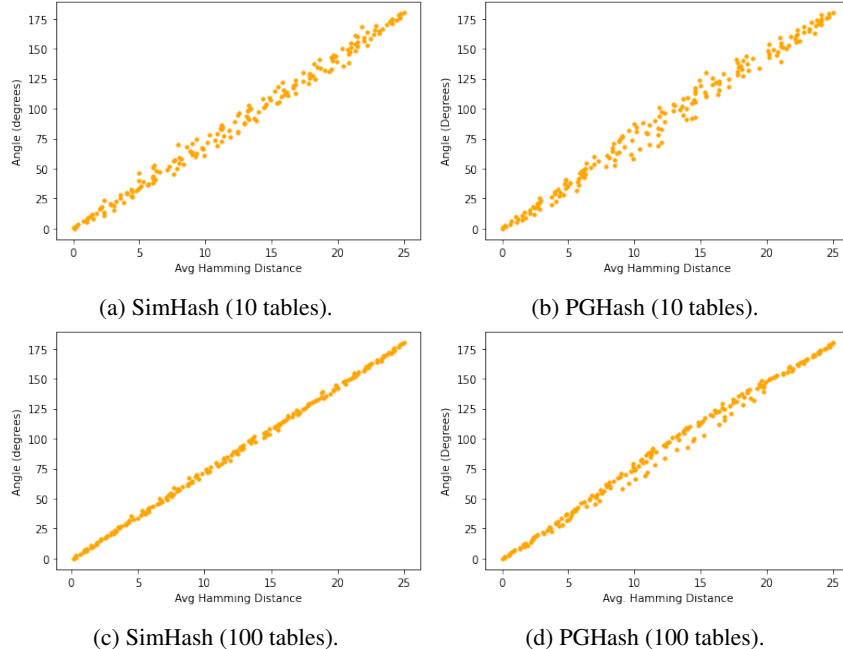 175
150
125
100
75
50
25
0
Angle (degrees)
0 5 10 15 20 25
Avg Hamming Distance
(a) SimHash (10 tables).
175
150
125
100
75
50
25
0
Angle (Degrees)
0 5 10 15 20 25
Avg Hamming Distance
(b) PGHash (10 tables).
175
150
125
100
75
50
25
0
Angle (degrees)
0 5 10 15 20 25
Avg Hamming Distance
(c) SimHash (100 tables).
175
150
125
100
75
50
25
0
Angle (Degrees)
0 5 10 15 20 25
Avg. Hamming Distance
(d) PGHash (100 tables).